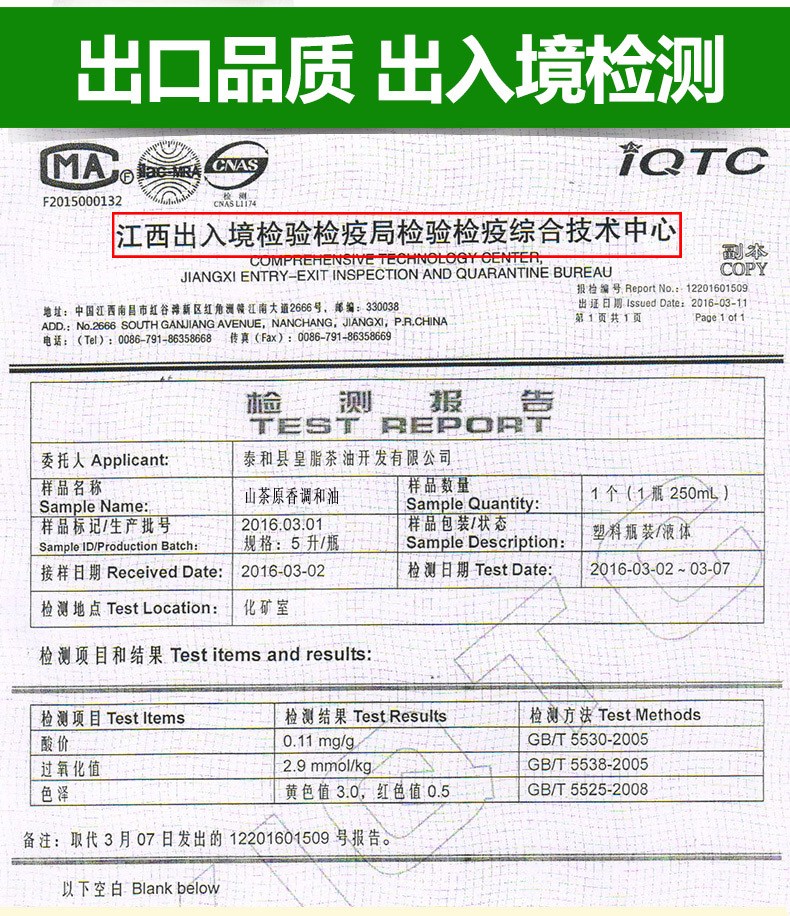 出口品质 出入境检测
MA
F
F2015000132
ilac-MRA
CNAS
检 测
CNAS L1174
iQTC
江西出入境检验检疫局检验检疫综合技术中心
COMPREHENSIVE TECHNOLOGY CENTER,
JIANGXI ENTRY-EXIT INSPECTION AND QUARANTINE BUREAU
副本
COPY
报检编号 Report No.: 12201601509
出证日期 Issued Date: 2016-03-11
第 1 页 共 1 页 Page 1 of 1
地址: 中国江西南昌市红谷滩新区红角洲赣江南大道2666号, 邮编: 330038
ADD.: No.2666 SOUTH GANJIANG AVENUE, NANCHANG, JIANGXI, P.R.CHINA
电话: (Tel): 0086-791-86358668 传真(Fax): 0086-791-86358669
检 测 报 告
TEST REPORT
委托人 Applicant: 泰和县皇脂茶油开发有限公司
样品名称
Sample Name: 山茶原香调和油
样品数量
Sample Quantity: 1 个 ( 1 瓶 250mL )
样品标记/生产批号
Sample ID/Production Batch:
2016.03.01
规格: 5 升/瓶
样品包装/状态
Sample Description: 塑料瓶装/液体
接样日期 Received Date: 2016-03-02
检测日期 Test Date: 2016-03-02 ~ 03-07
检测地点 Test Location: 化矿室
检测项目和结果 Test items and results:
检测项目 Test Items 检测结果 Test Results 检测方法 Test Methods
酸价 0.11 mg/g GB/T 5530-2005
过氧化值 2.9 mmol/kg GB/T 5538-2005
色泽 黄色值 3.0, 红色值 0.5 GB/T 5525-2008
备注: 取代 3 月 07 日发出的 12201601509 号报告。
以下空白 Blank below